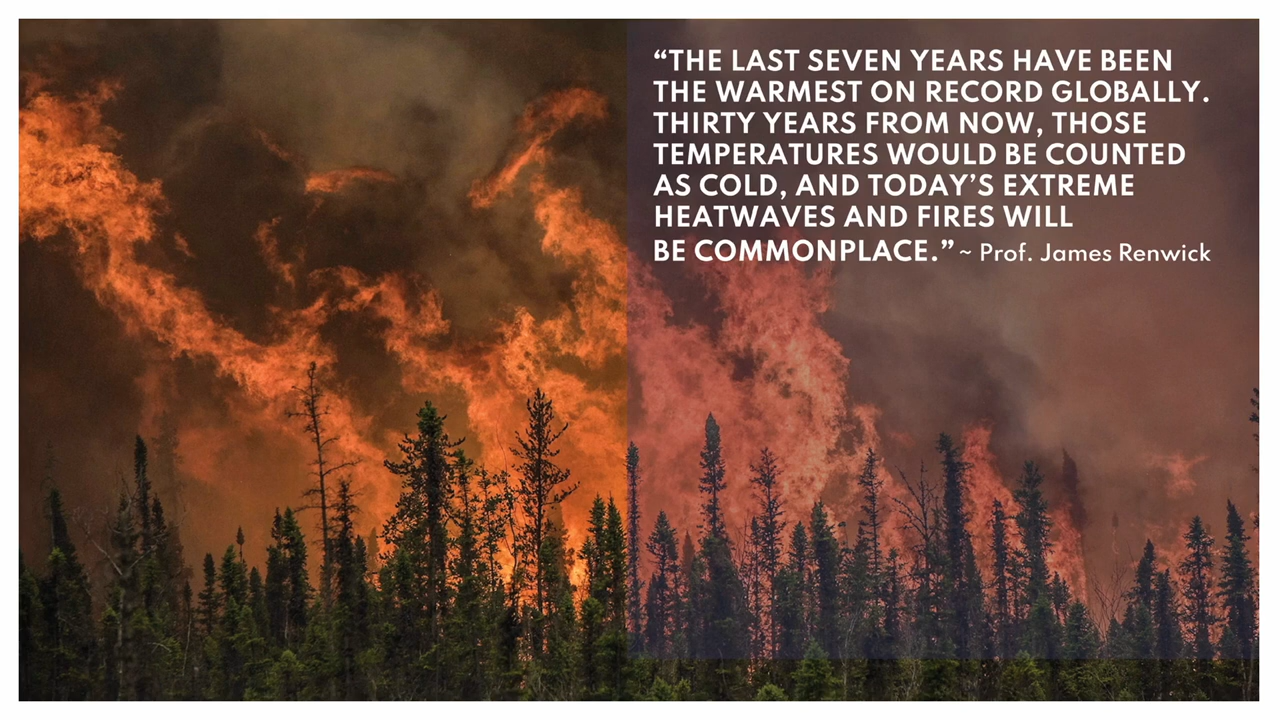 “THE LAST SEVEN YEARS HAVE BEEN
THE WARMEST ON RECORD GLOBALLY.
THIRTY YEARS FROM NOW, THOSE
TEMPERATURES WOULD BE COUNTED
AS COLD, AND TODAY’S EXTREME
HEATWAVES AND FIRES WILL
BE COMMONPLACE.” ~ Prof. James Renwick